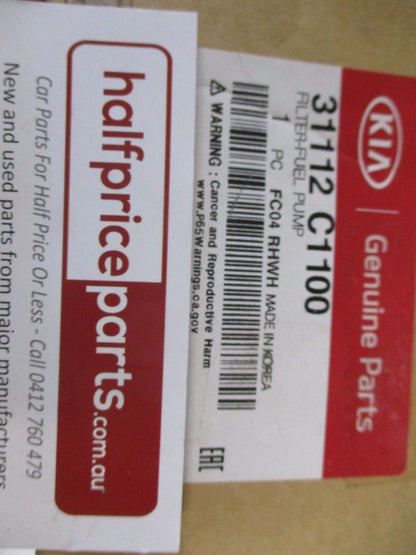 KIA | Genuine Parts
31112 C1100
FILTER-FUEL PUMP
1 PC FC04 RHWH MADE IN KOREA
⚠ WARNING : Cancer and Reproductive Harm
www.P65Warnings.ca.gov
EAC
halfpriceparts.com.au
Car Parts For Half Price Or Less - Call 0412 760 479
New and used parts from major manufacturers